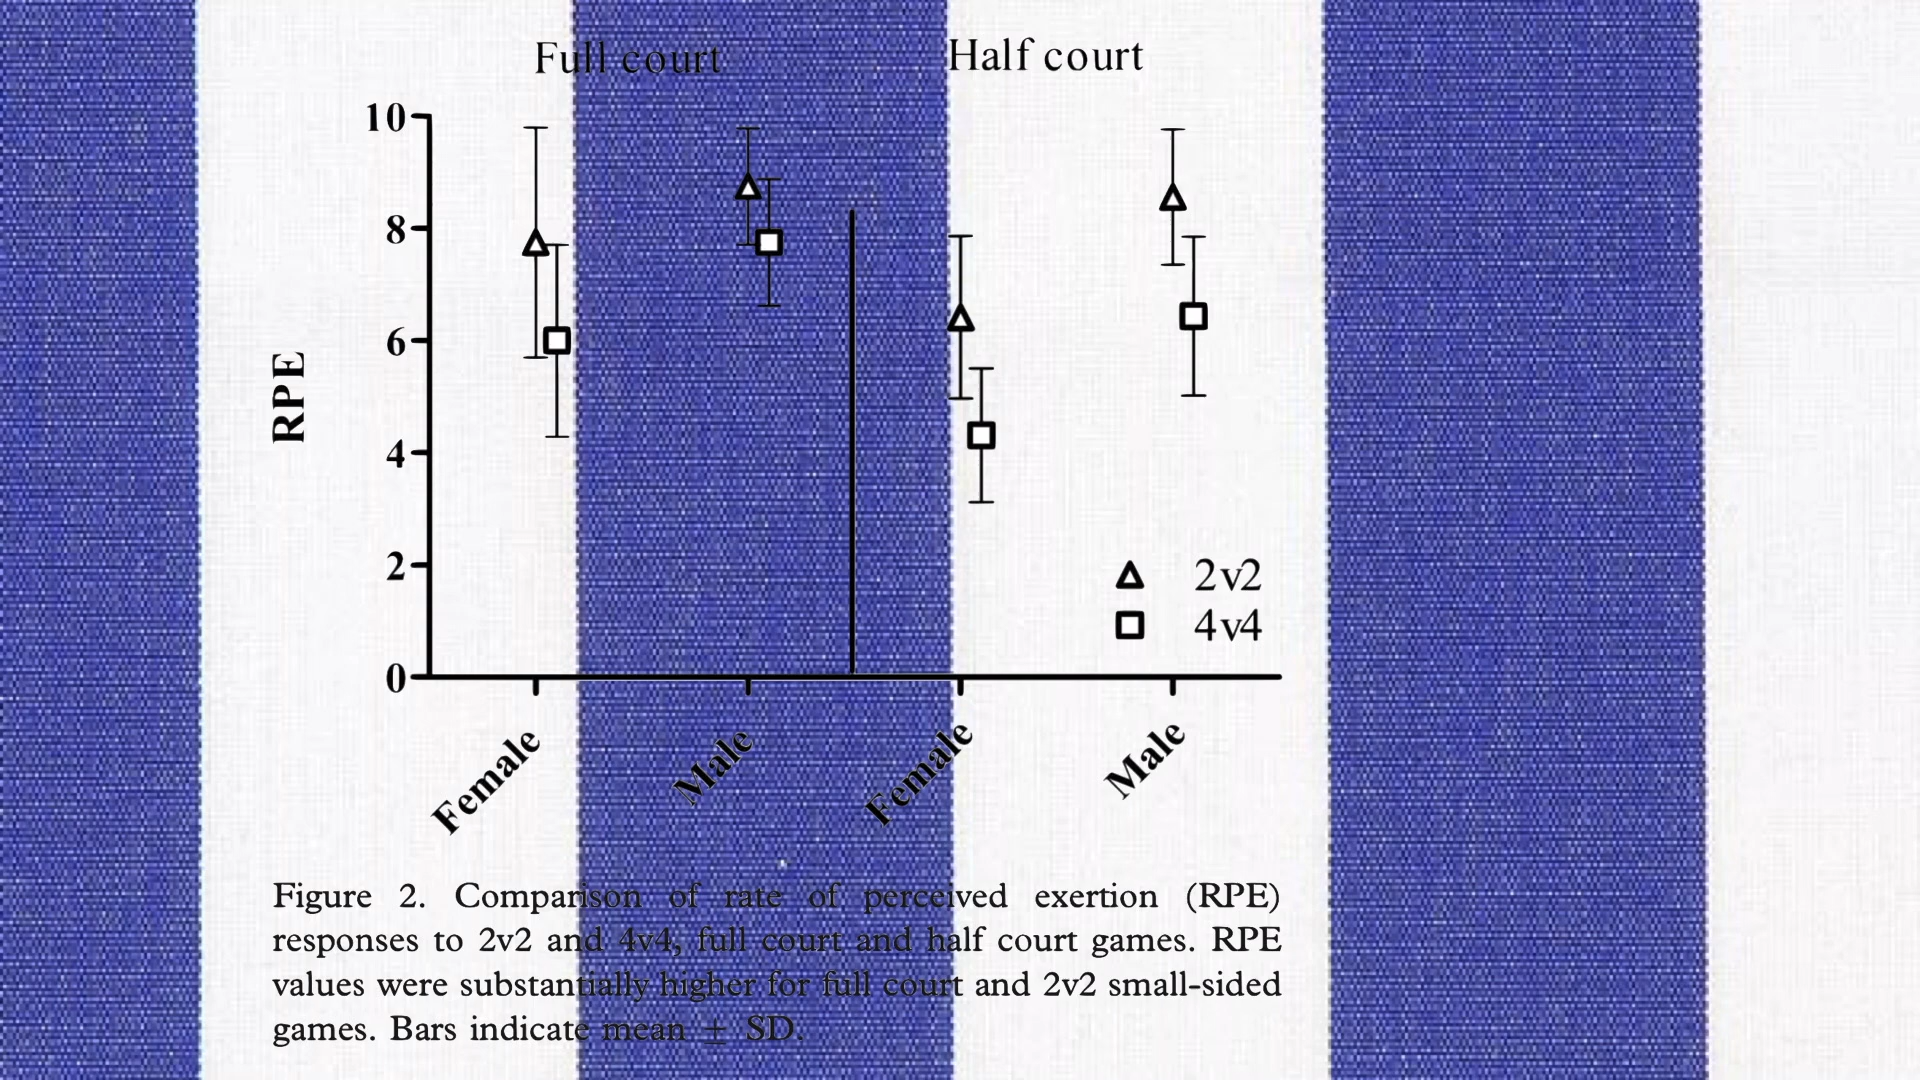 Full court
Half court
10
8
6
4
2
0
RPE
2v2
4v4
Female
Male
Female
Male
Figure 2. Comparison of rate of perceived exertion (RPE)
responses to 2v2 and 4v4, full court and half court games. RPE
values were substantially higher for full court and 2v2 small-sided
games. Bars indicate mean ± SD.